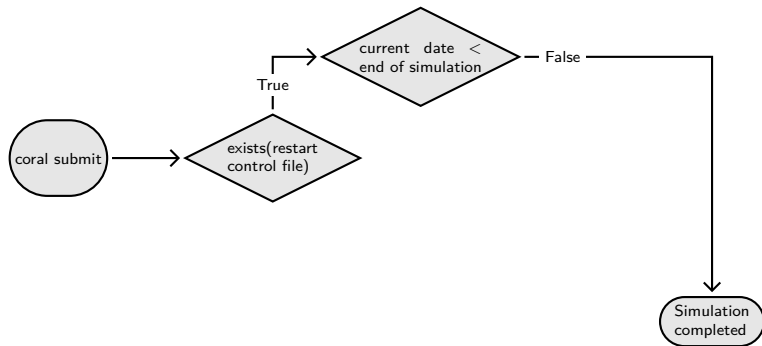 current date <
end of simulation
False
True
exists(restart
control file)
coral submit
Simulation
completed